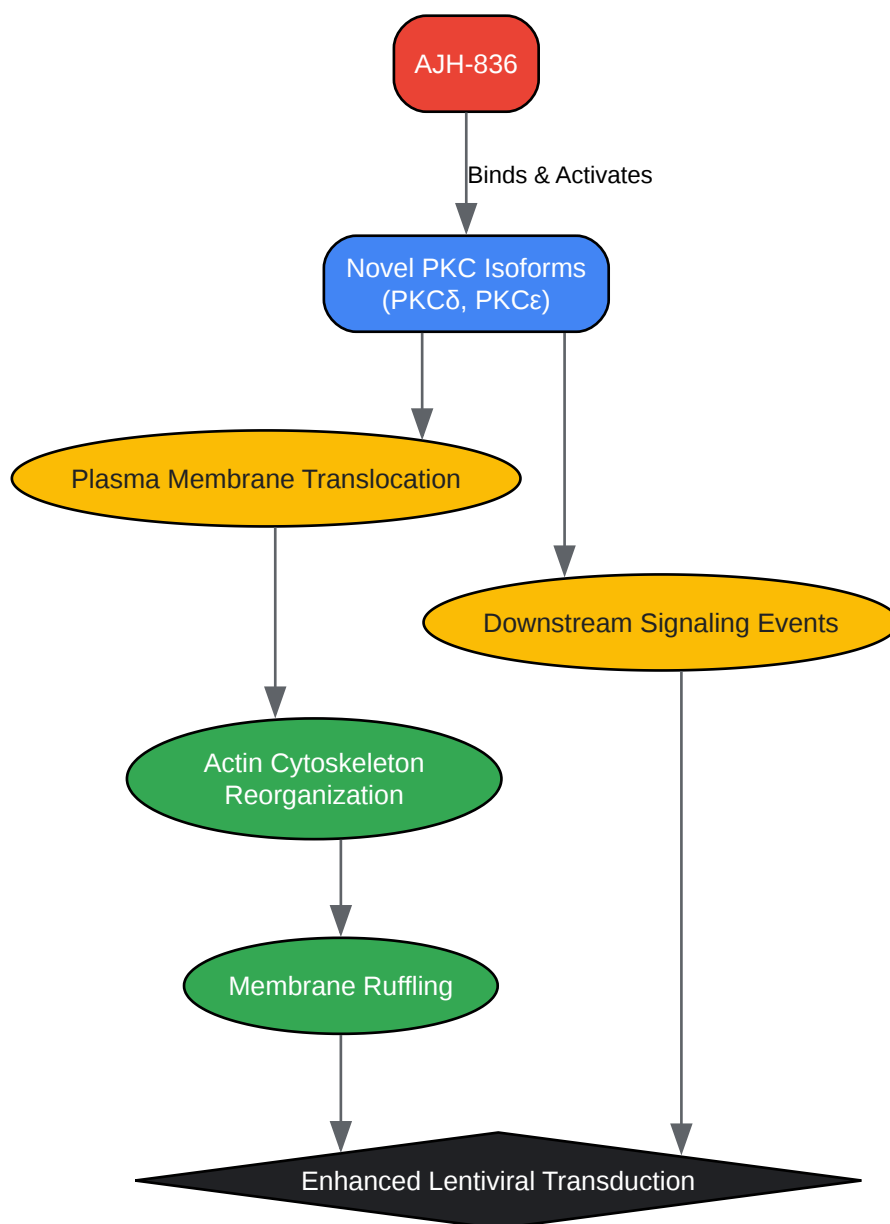 AJH-836
Binds & Activates
Novel PKC Isoforms
(PKCδ, PKCε)
Plasma Membrane Translocation
Downstream Signaling Events
Actin Cytoskeleton
Reorganization
Membrane Ruffling
Enhanced Lentiviral Transduction